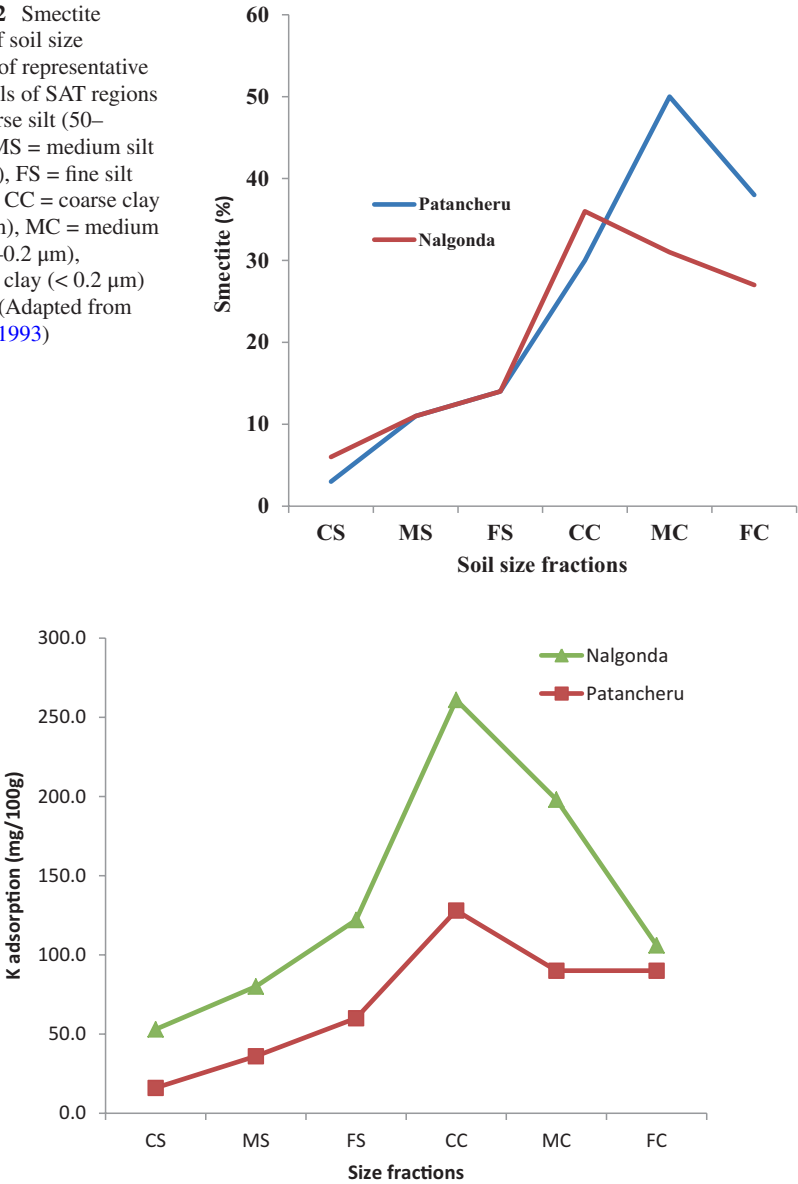 2 Smectite
f soil size
of representative
ls of SAT regions
rse silt (50–
MS = medium silt
), FS = fine silt
CC = coarse clay
n), MC = medium
–0.2 μm),
clay (< 0.2 μm)
(Adapted from
1993)
60
50
40
30
20
10
0
Smectite (%)
Patancheru
Nalgonda
CS MS FS CC MC FC
Soil size fractions
300.0
250.0
200.0
150.0
100.0
50.0
0.0
K adsorption (mg/100g)
Nalgonda
Patancheru
CS MS FS CC MC FC
Size fractions